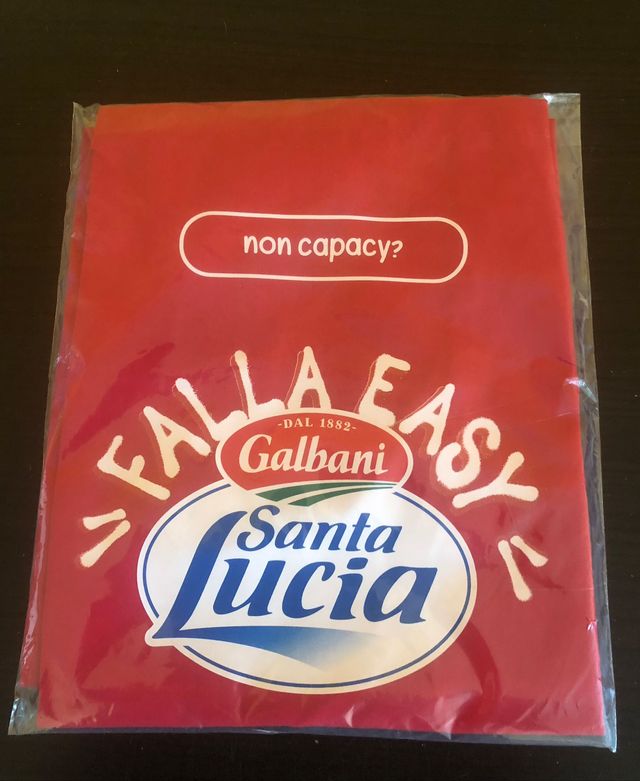 non capacy?
"FALLA EASY"
-DAL 1882-
Galbani
Santa
Lucia